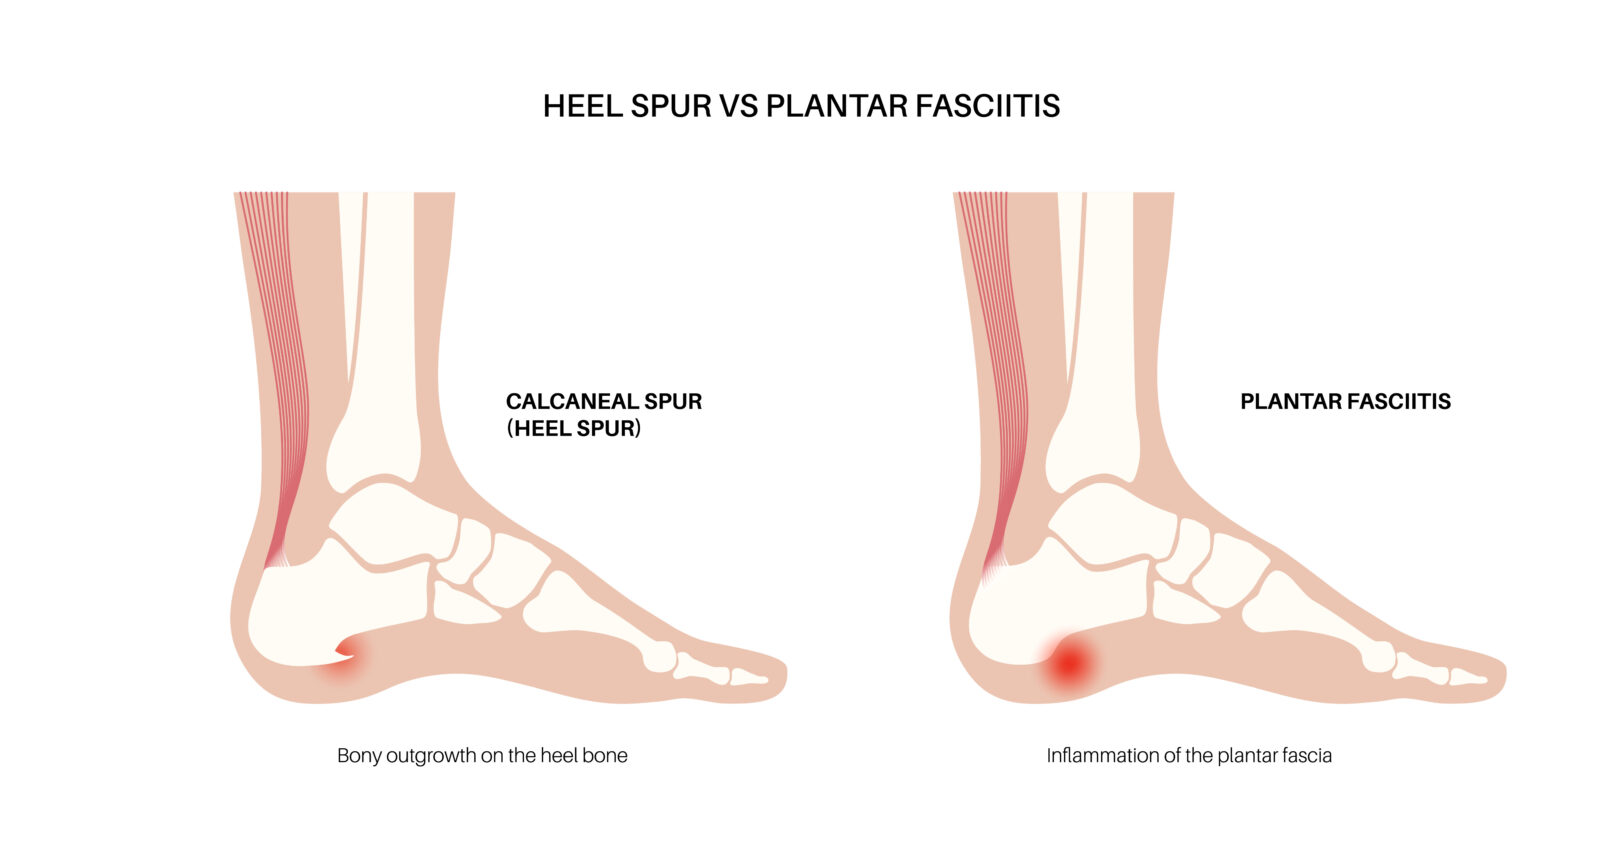 HEEL SPUR VS PLANTAR FASCIITIS
CALCANEAL SPUR
(HEEL SPUR)
PLANTAR FASCIITIS
Bony outgrowth on the heel bone
Inflammation of the plantar fascia